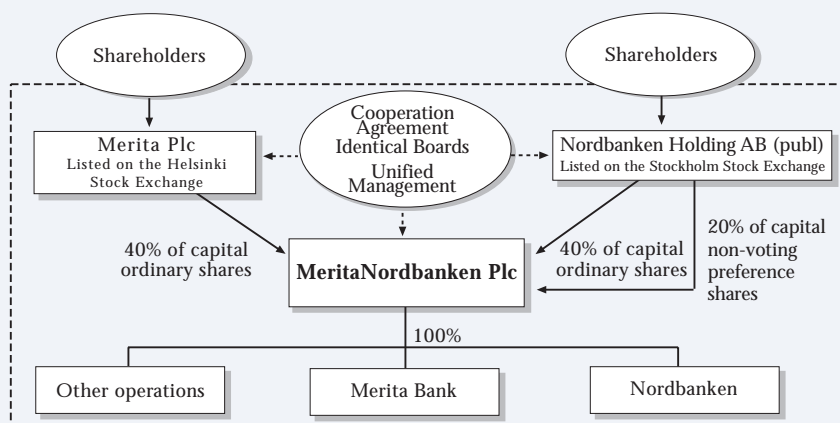 Shareholders
Shareholders
Cooperation
Agreement
Identical Boards
Unified
Management
Merita Plc
Listed on the Helsinki
Stock Exchange
Nordbanken Holding AB (publ)
Listed on the Stockholm Stock Exchange
40% of capital
ordinary shares
MeritaNordbanken Plc
40% of capital
ordinary shares
20% of capital
non-voting
preference
shares
100%
Other operations
Merita Bank
Nordbanken